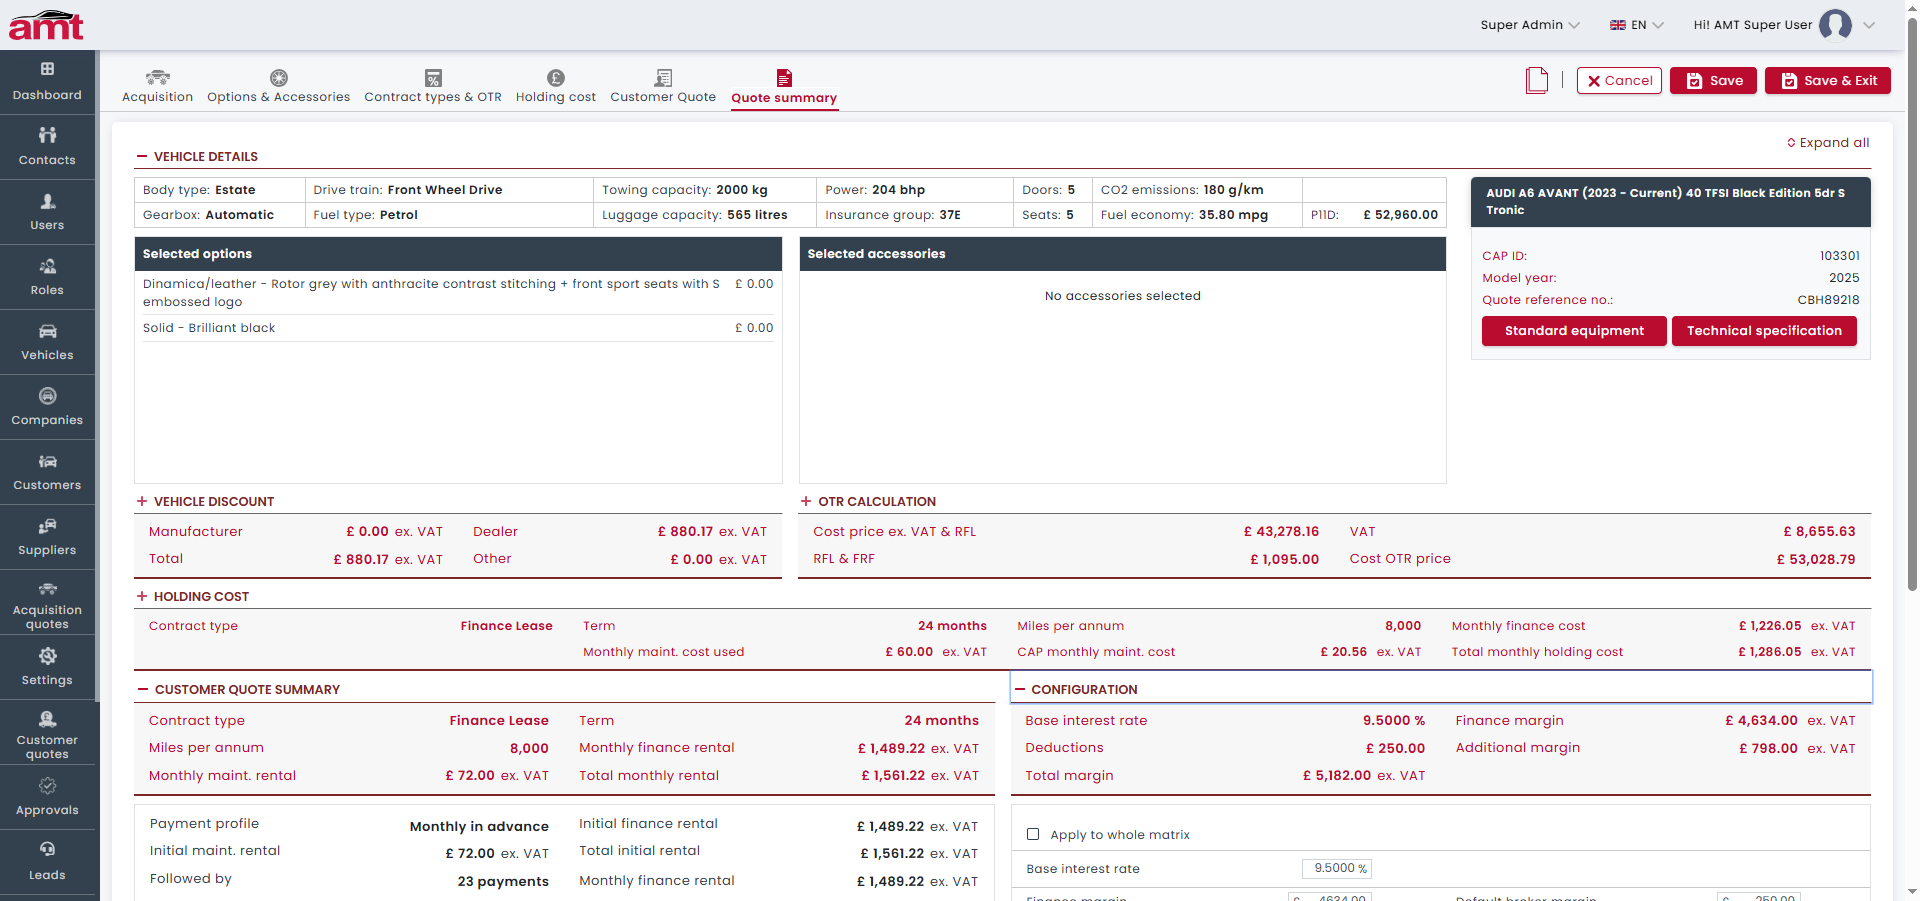 amt
Super Admin
EN
Hi! AMT Super User
Dashboard
Contacts
Users
Roles
Vehicles
Companies
Customers
Suppliers
Acquisition
quotes
Settings
Customer
quotes
Approvals
Leads
Acquisition
Options & Accessories
Contract types & OTR
Holding cost
Customer Quote
Quote summary
Cancel
Save
Save & Exit
Expand all
VEHICLE DETAILS
Body type: Estate
Drive train: Front Wheel Drive
Towing capacity: 2000 kg
Power: 204 bhp
Doors: 5
CO2 emissions: 180 g/km
Gearbox: Automatic
Fuel type: Petrol
Luggage capacity: 565 litres
Insurance group: 37E
Seats: 5
Fuel economy: 35.80 mpg
P11D: £ 52,960.00
AUDI A6 AVANT (2023 - Current) 40 TFSI Black Edition 5dr S
Tronic
CAP ID: 103301
Model year: 2025
Quote reference no.: CBH89218
Standard equipment
Technical specification
Selected options
Dinamica/leather - Rotor grey with anthracite contrast stitching + front sport seats with S £ 0.00
embossed logo
Solid - Brilliant black £ 0.00
Selected accessories
No accessories selected
VEHICLE DISCOUNT
Manufacturer £ 0.00 ex. VAT Dealer £ 880.17 ex. VAT
Total £ 880.17 ex. VAT Other £ 0.00 ex. VAT
OTR CALCULATION
Cost price ex. VAT & RFL £ 43,278.16 VAT £ 8,655.63
RFL & FRF £ 1,095.00 Cost OTR price £ 53,028.79
HOLDING COST
Contract type Finance Lease Term 24 months Miles per annum 8,000 Monthly finance cost £ 1,226.05 ex. VAT
Monthly maint. cost used £ 60.00 ex. VAT CAP monthly maint. cost £ 20.56 ex. VAT Total monthly holding cost £ 1,286.05 ex. VAT
CUSTOMER QUOTE SUMMARY
Contract type Finance Lease Term 24 months
Miles per annum 8,000 Monthly finance rental £ 1,489.22 ex. VAT
Monthly maint. rental £ 72.00 ex. VAT Total monthly rental £ 1,561.22 ex. VAT
Payment profile Monthly in advance Initial finance rental £ 1,489.22 ex. VAT
Initial maint. rental £ 72.00 ex. VAT Total initial rental £ 1,561.22 ex. VAT
Followed by 23 payments Monthly finance rental £ 1,489.22 ex. VAT
CONFIGURATION
Base interest rate 9.5000 % Finance margin £ 4,634.00 ex. VAT
Deductions £ 250.00 Additional margin £ 798.00 ex. VAT
Total margin £ 5,182.00 ex. VAT
Apply to whole matrix
Base interest rate 9.5000 %
Finance margin £ 4634.00 Default broker margin £ 250.00